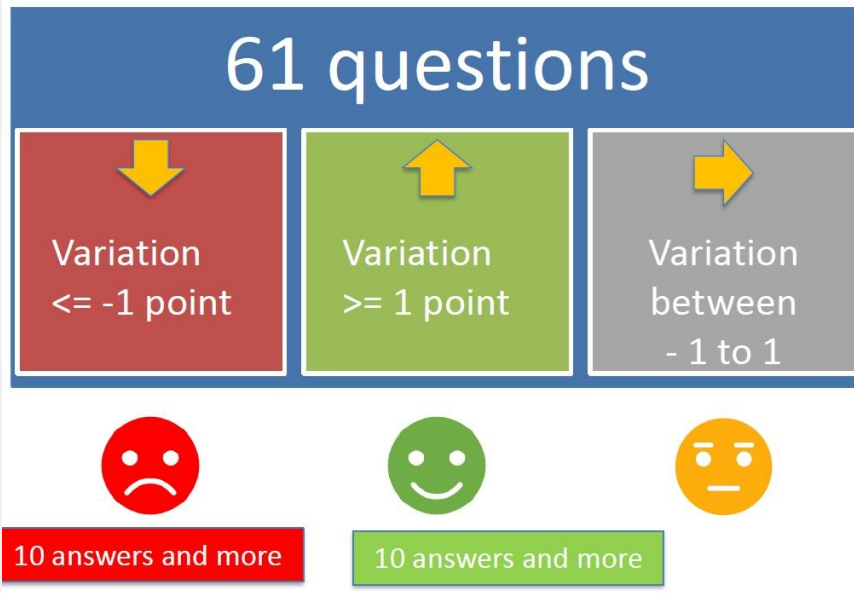 61 questions
Variation
<= -1 point
Variation
>= 1 point
Variation
between
- 1 to 1
10 answers and more
10 answers and more